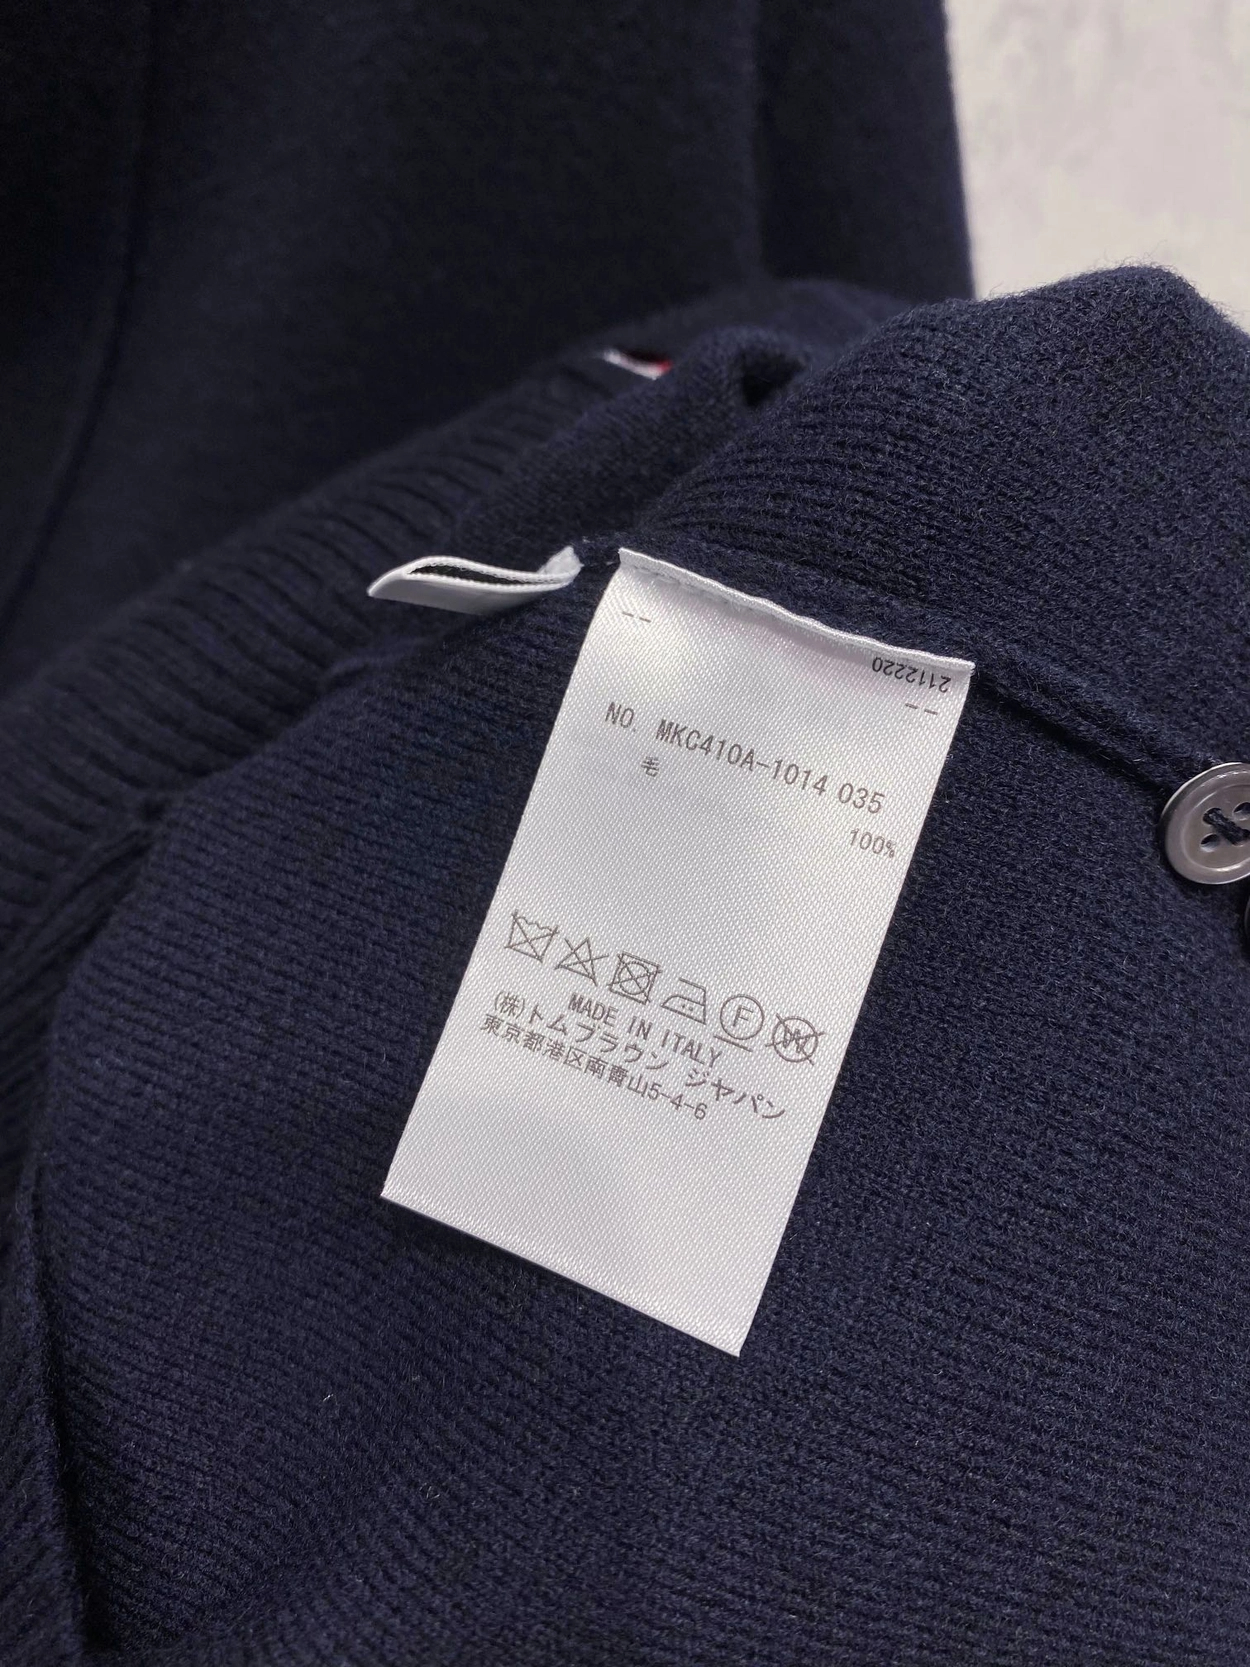 2112220
NO. MKC410A-1014 035
毛
100%
F
W
MADE IN ITALY
(株)トムブラウン ジャパン
東京都港区南青山5-4-6